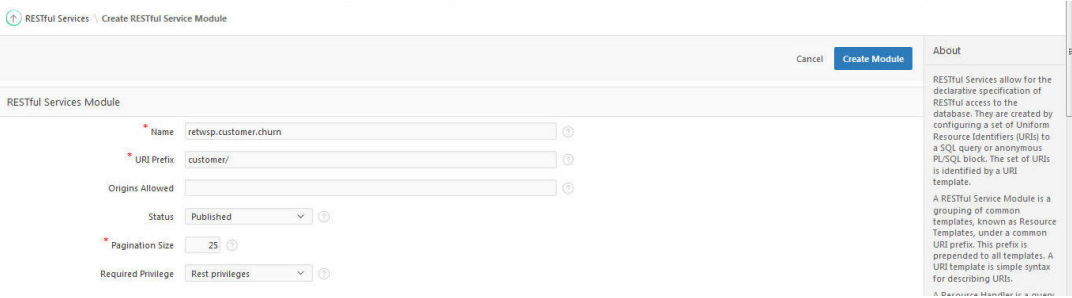 RESTful Services \ Create RESTful Service Module
Cancel
Create Module
RESTful Services Module
* Name retwsp.customer.churn
* URI Prefix customer/
Origins Allowed
Status Published
* Pagination Size 25
Required Privilege Rest privileges
About
RESTful Services allow for the
declarative specification of
RESTful access to the
database. They are created by
configuring a set of Uniform
Resource Identifiers (URIs) to
a SQL query or anonymous
PL/SQL block. The set of URIs
is identified by a URI
template.
A RESTful Service Module is a
grouping of common
templates, known as Resource
Templates, under a common
URI prefix. This prefix is
prepended to all templates. A
URI template is simple syntax
for describing URIs.
A Resource Handler is a query